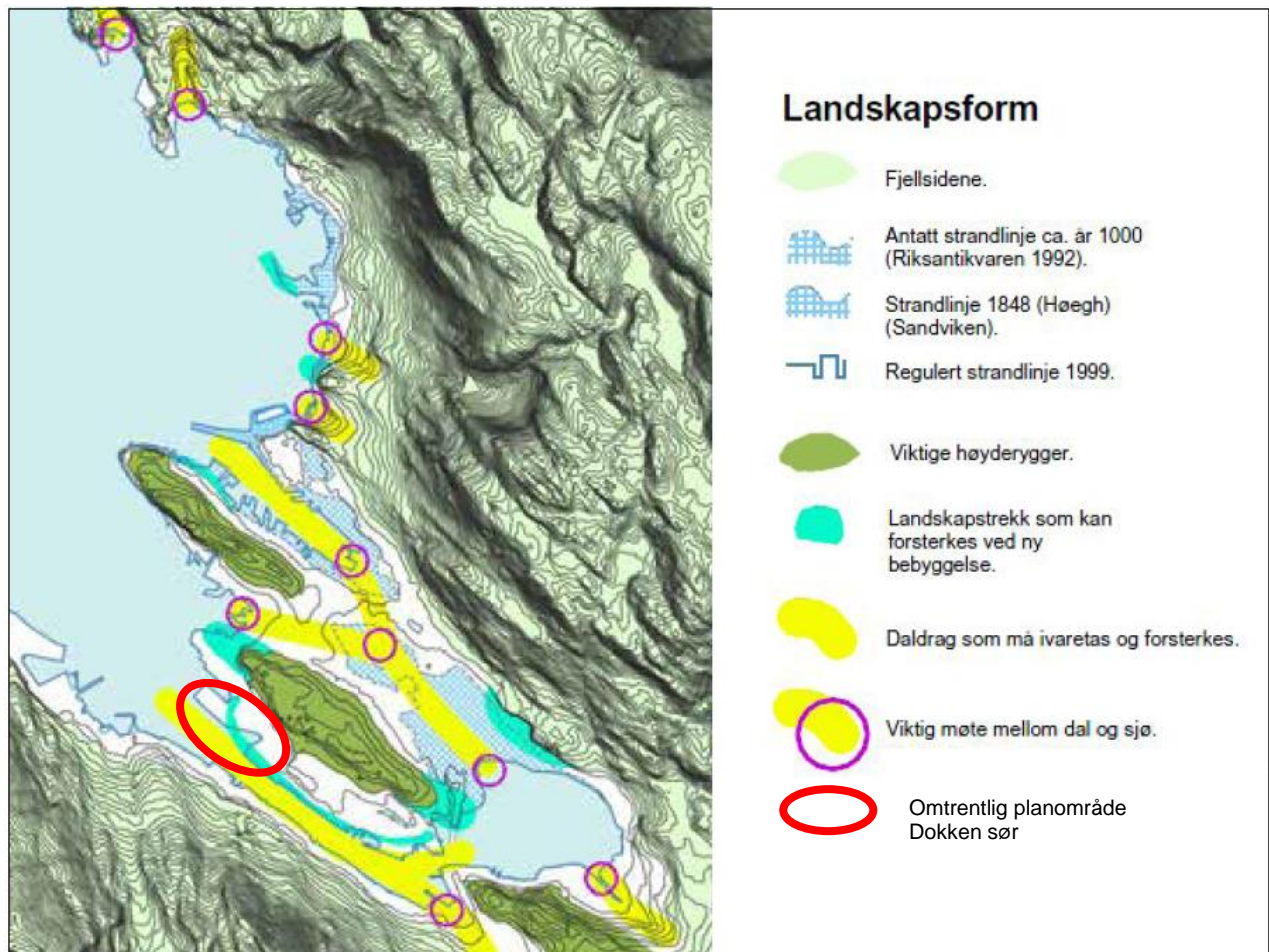 Landskapsform
Fjellsidene.
Antatt strandlinje ca. år 1000
(Riksantikvaren 1992).
Strandlinje 1848 (Høegh)
(Sandviken).
Regulert strandlinje 1999.
Viktige høyderygger.
Landskapstrekk som kan
forsterkes ved ny
bebyggelse.
Daldrag som må ivaretas og forsterkes.
Viktig møte mellom dal og sjø.
Omtrentlig planområde
Dokken sør